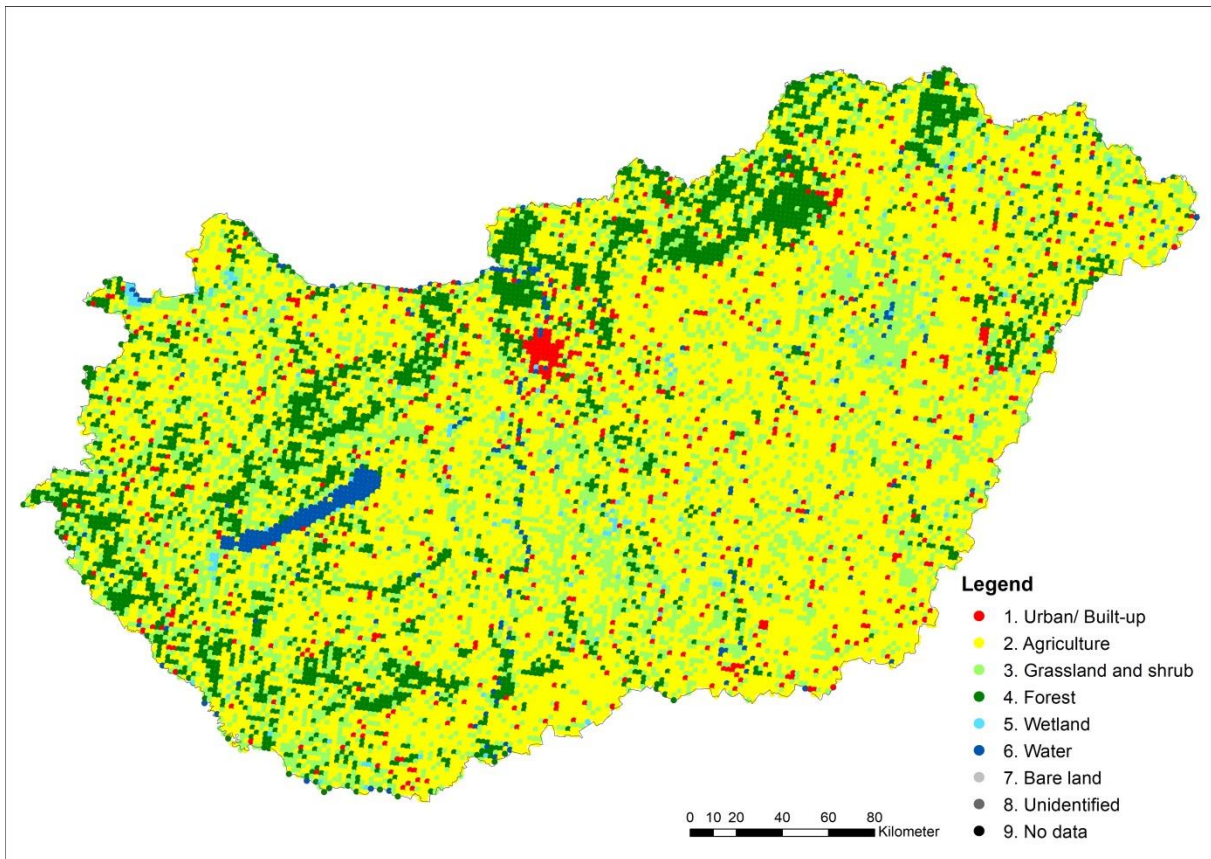 Legend
1. Urban/ Built-up
2. Agriculture
3. Grassland and shrub
4. Forest
5. Wetland
6. Water
7. Bare land
8. Unidentified
9. No data
0 10 20 40 60 80
Kilometer